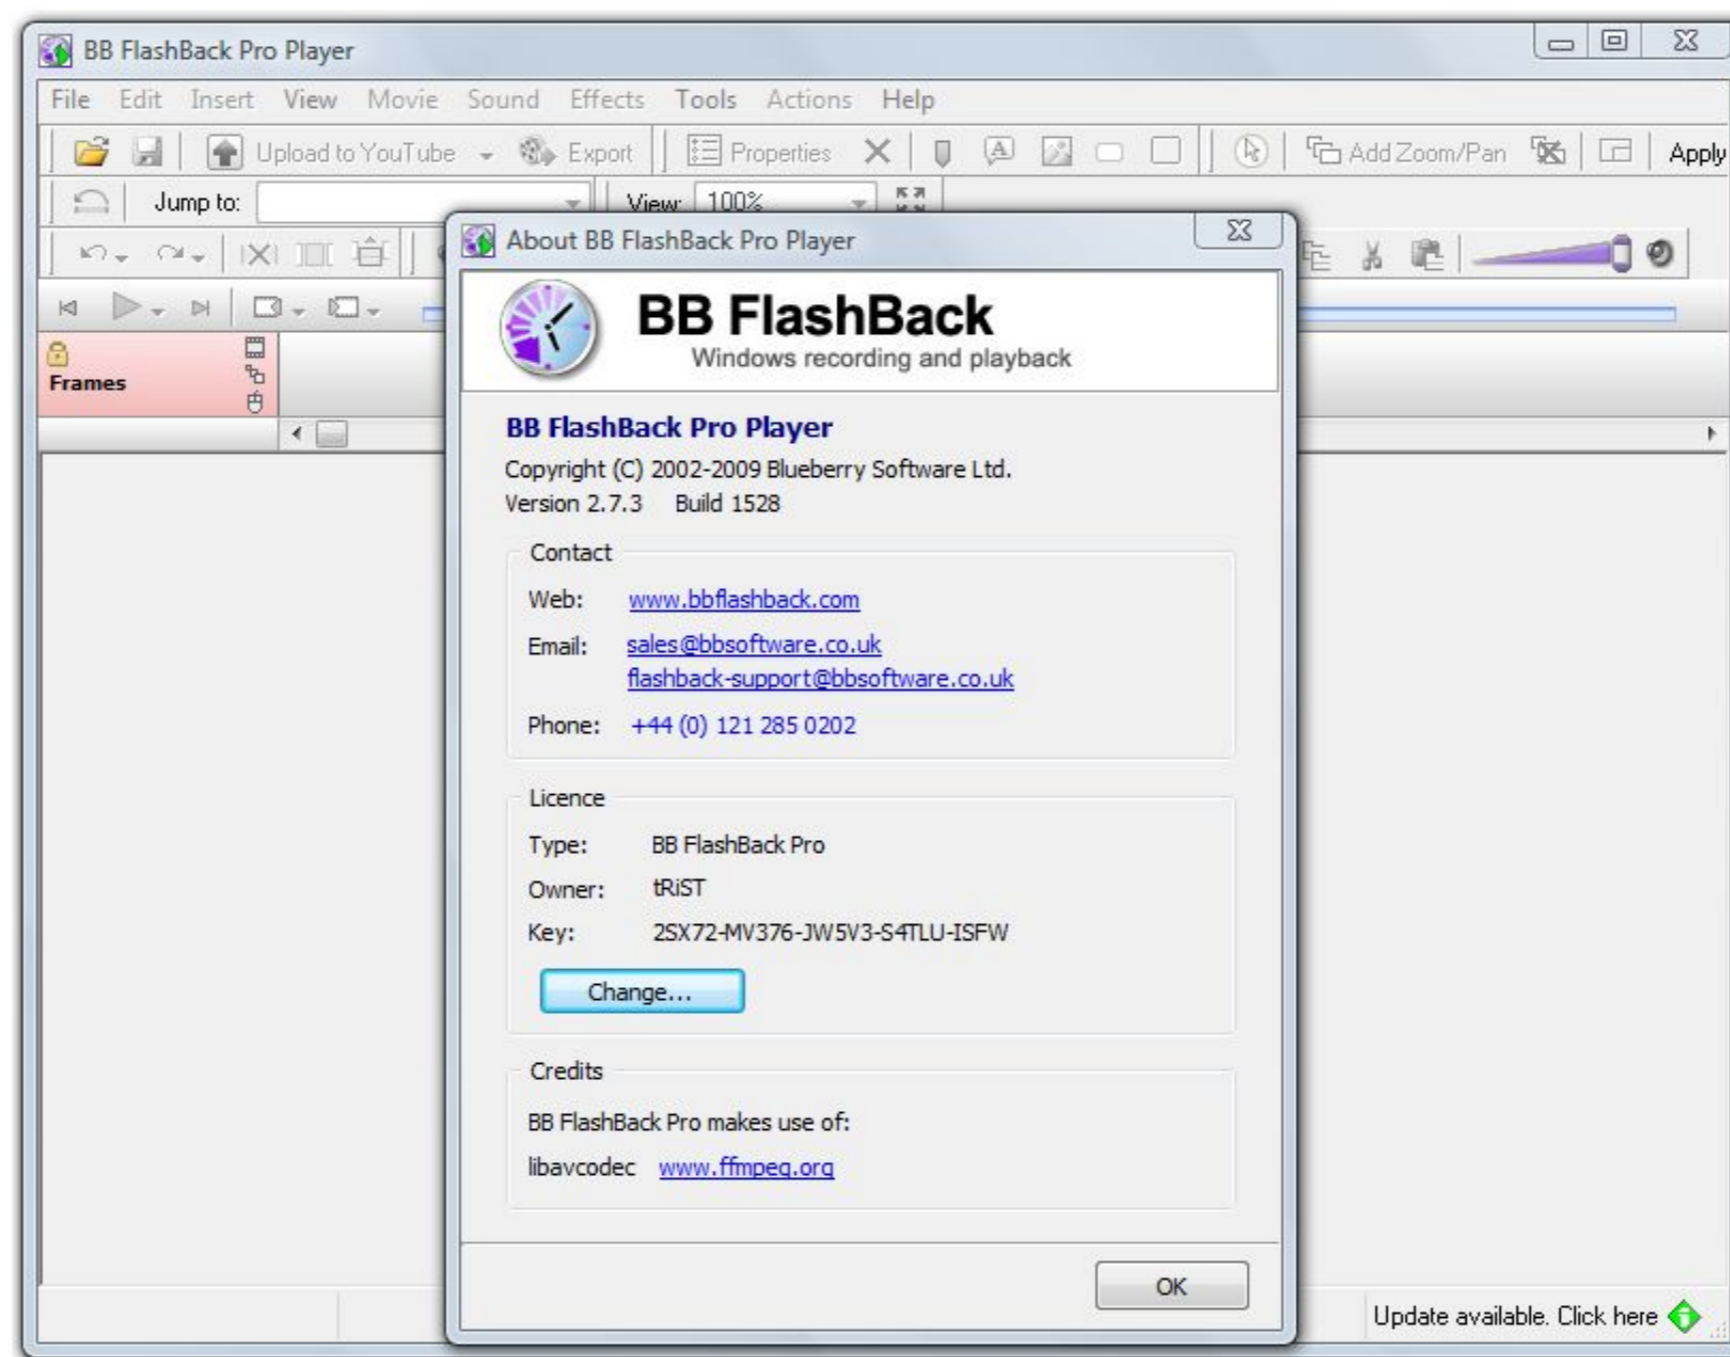 BB FlashBack Pro Player
File Edit Insert View Movie Sound Effects Tools Actions Help
Upload to YouTube Export Properties Add Zoom/Pan Apply
Jump to: View: 100%
About BB FlashBack Pro Player
BB FlashBack
Windows recording and playback
Frames
BB FlashBack Pro Player
Copyright (C) 2002-2009 Blueberry Software Ltd.
Version 2.7.3 Build 1528
Contact
Web: www.bbflashback.com
Email: sales@bbsoftware.co.uk
flashback-support@bbsoftware.co.uk
Phone: +44 (0) 121 285 0202
Licence
Type: BB FlashBack Pro
Owner: tRiST
Key: 2SX72-MV376-JW5V3-S4TLU-ISFW
Change...
Credits
BB FlashBack Pro makes use of:
libavcodec www.ffmpeg.org
OK
Update available. Click here